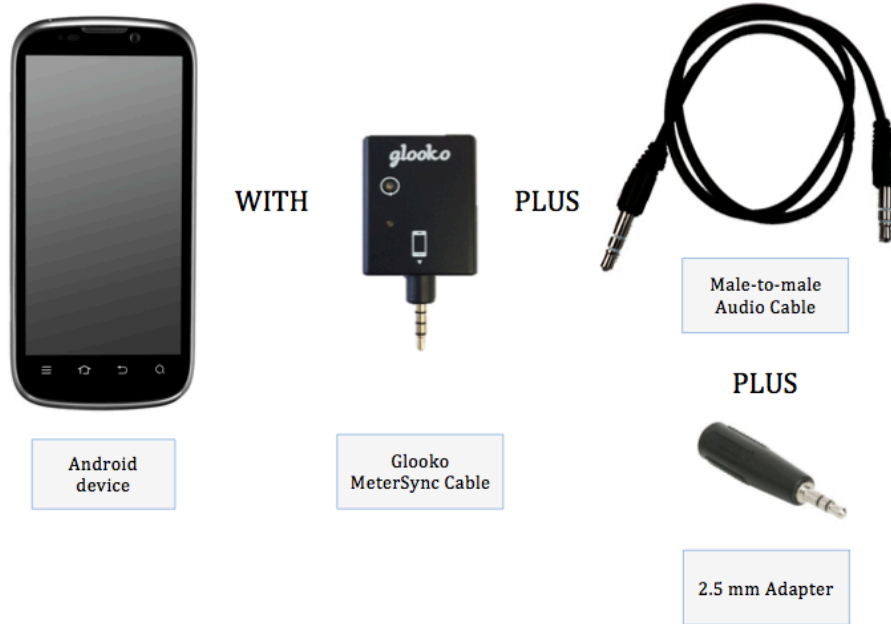 glooko
WITH
PLUS
Male-to-male
Audio Cable
PLUS
Android
device
Glooko
MeterSync Cable
2.5 mm Adapter